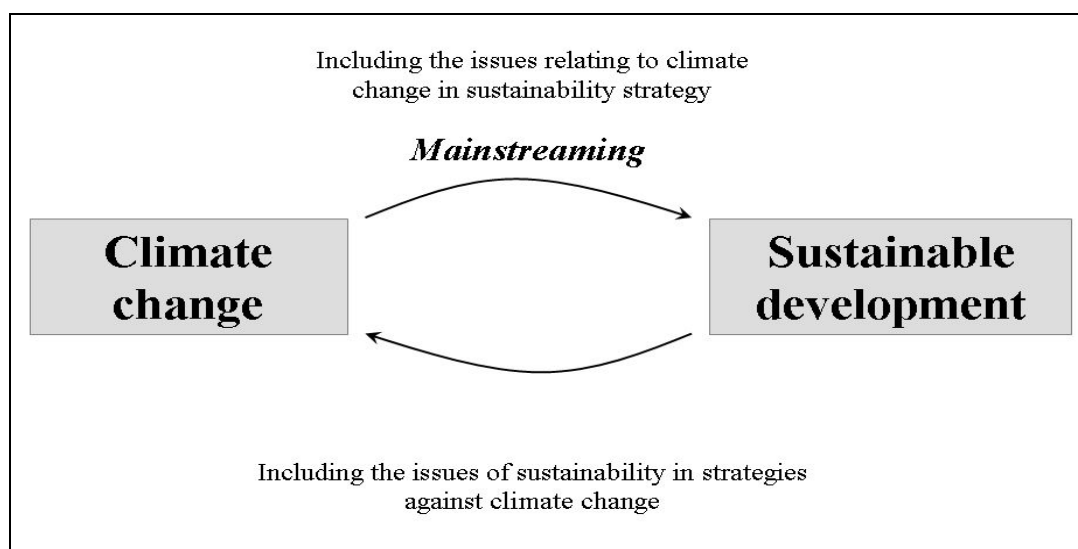 Including the issues relating to climate
change in sustainability strategy
Mainstreaming
Climate
change
Sustainable
development
Including the issues of sustainability in strategies
against climate change